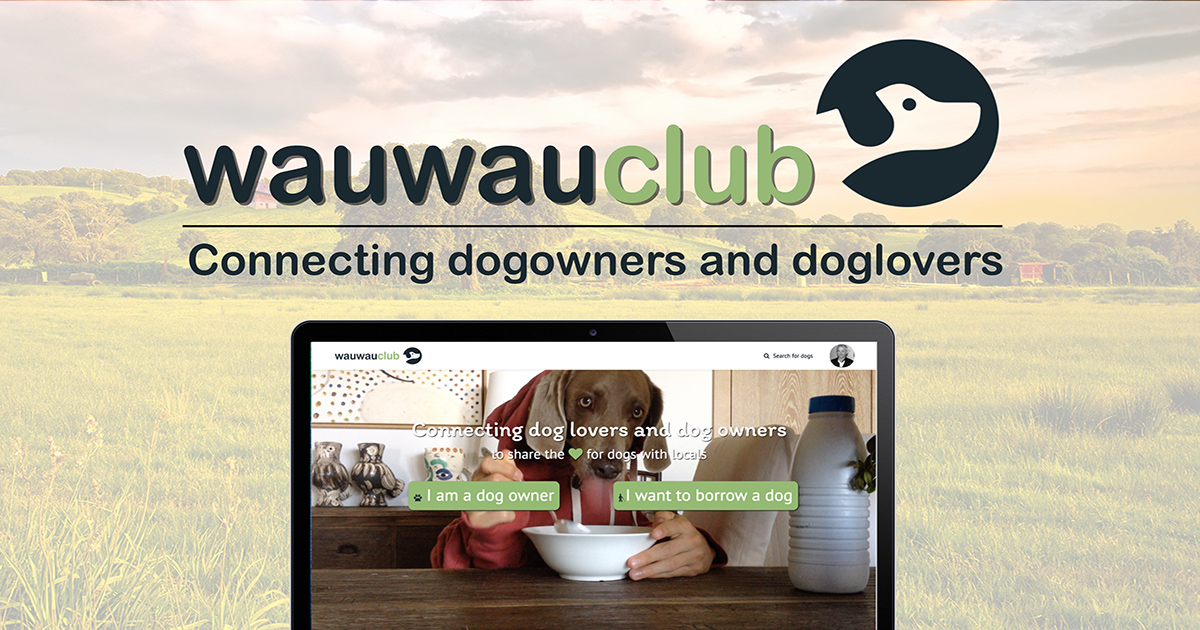 wauwauclub
Connecting dogowners and doglovers
wauwauclub
Search for dogs
Connecting dog lovers and dog owners
to share the ♥ for dogs with locals
I am a dog owner
I want to borrow a dog